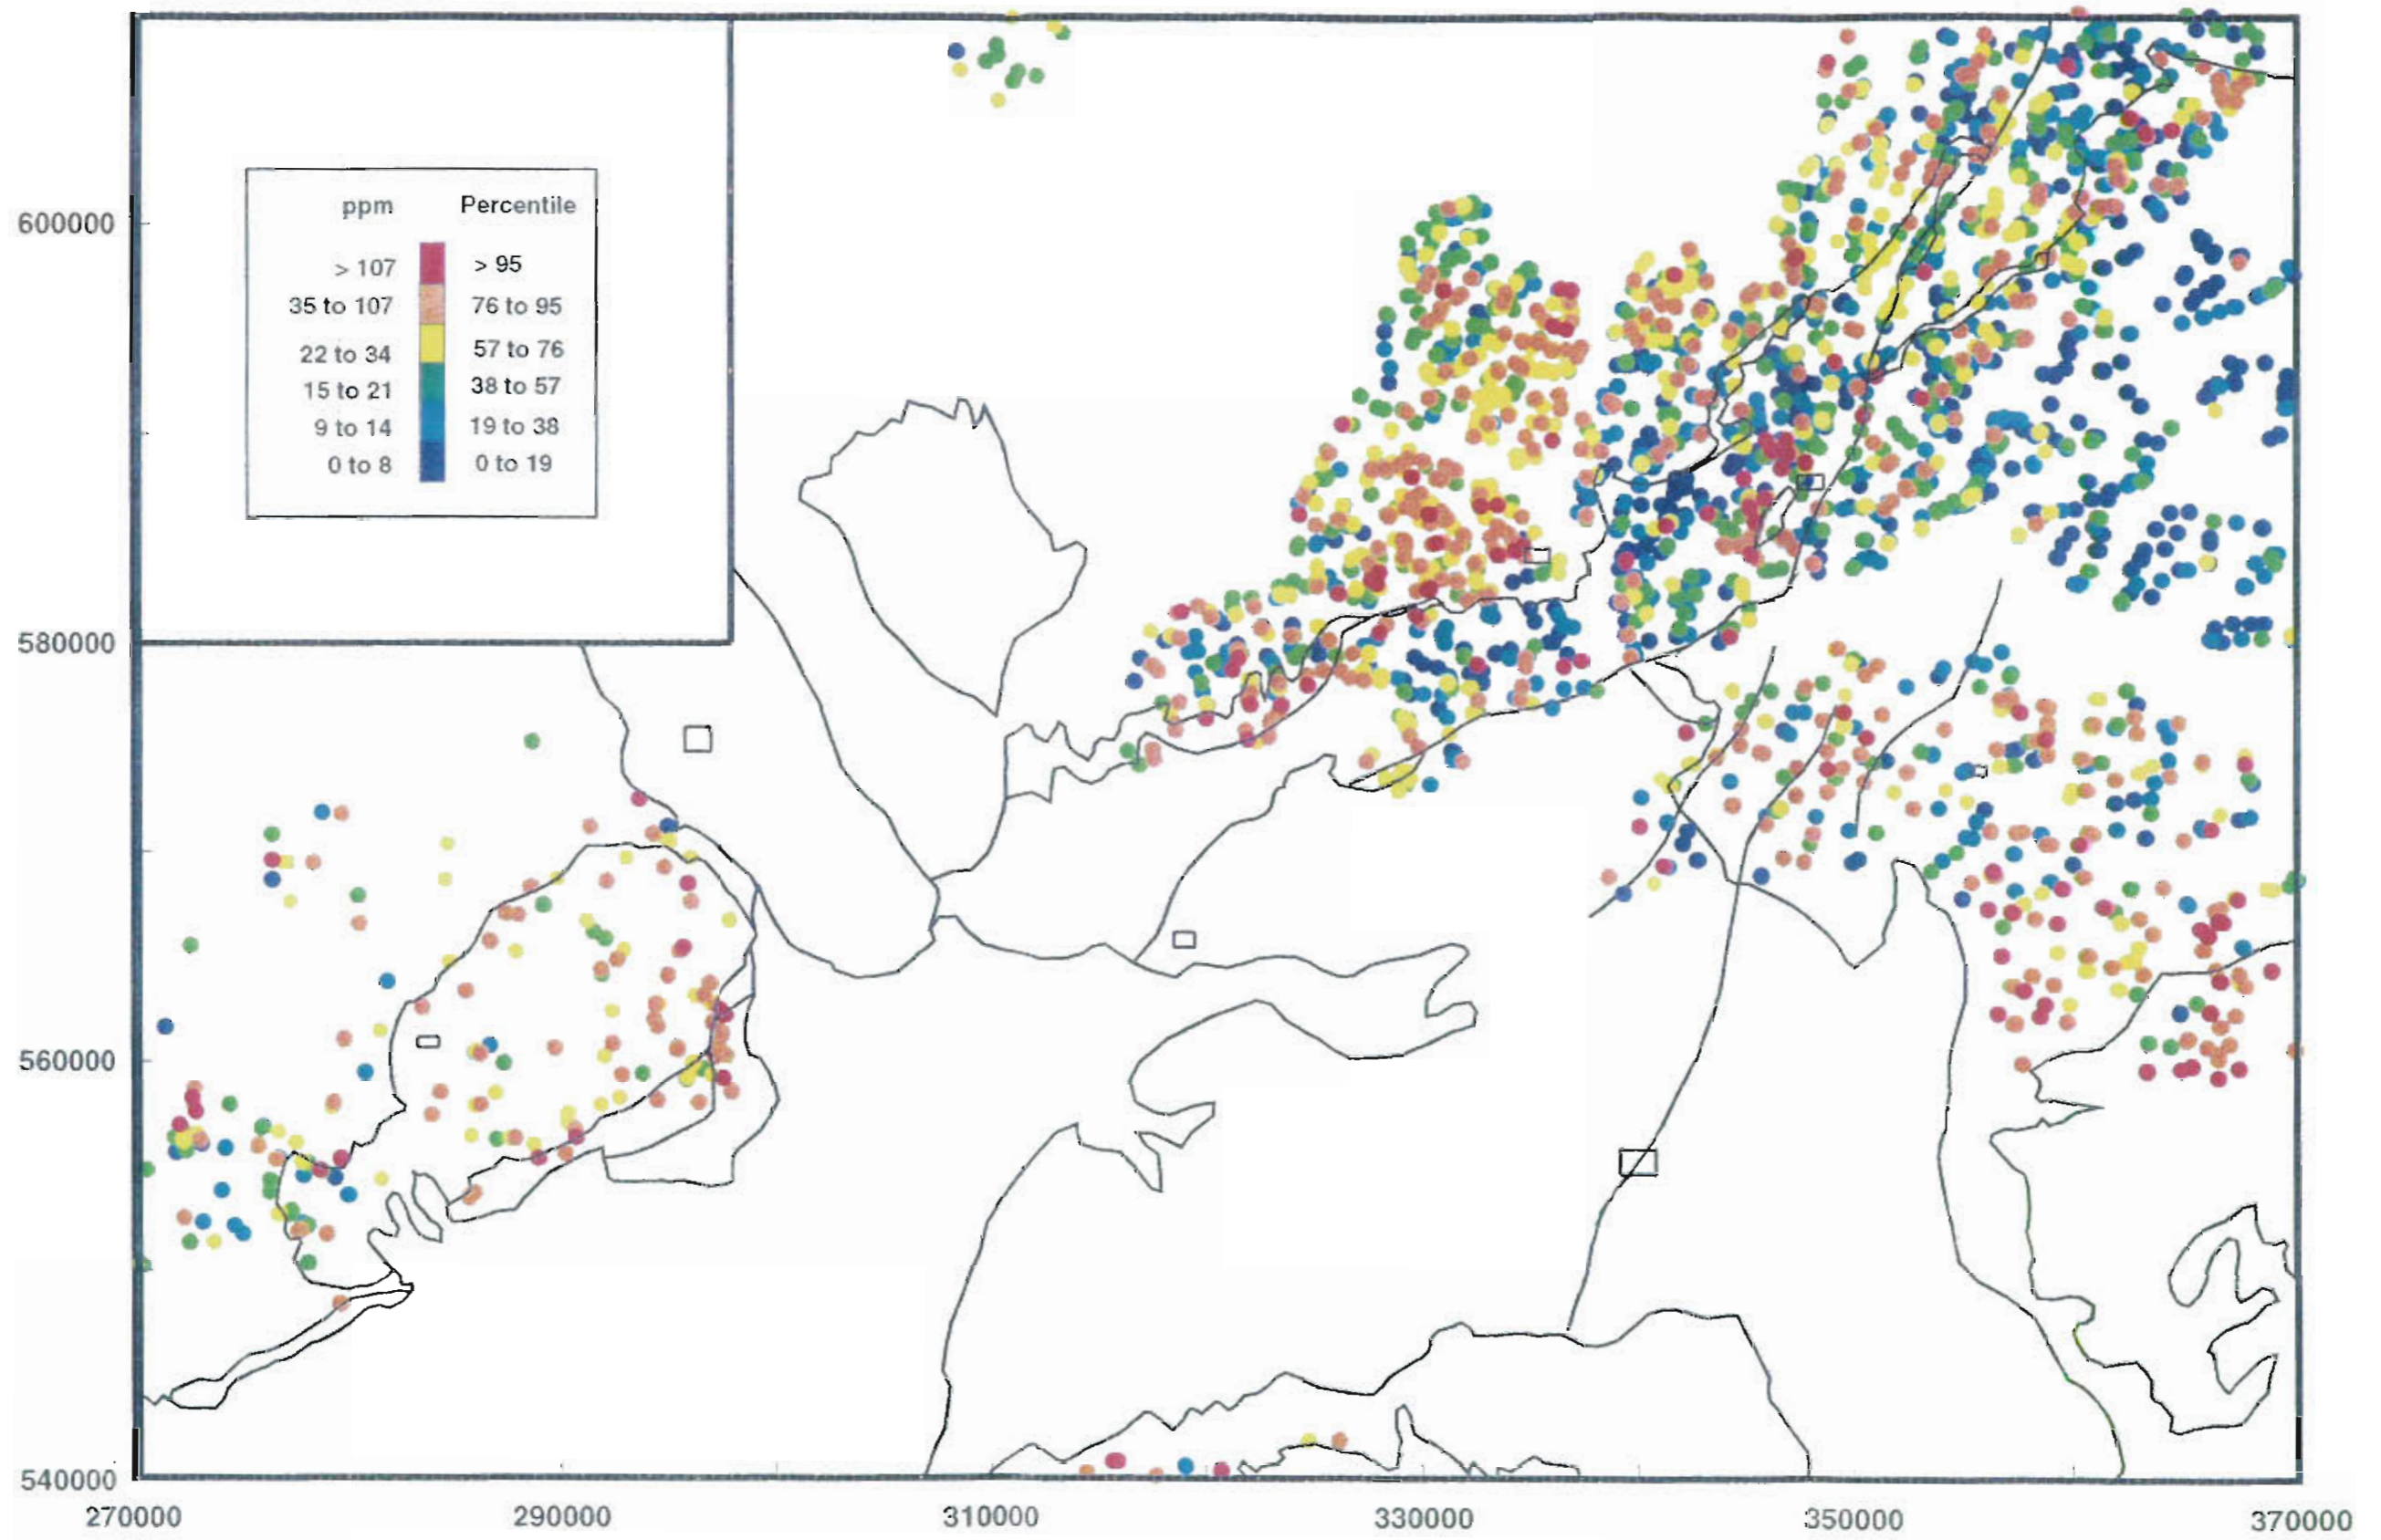 ppm Percentile
> 107 > 95
35 to 107 76 to 95
22 to 34 57 to 76
15 to 21 38 to 57
9 to 14 19 to 38
0 to 8 0 to 19
600000
580000
560000
540000
270000 290000 310000 330000 350000 370000